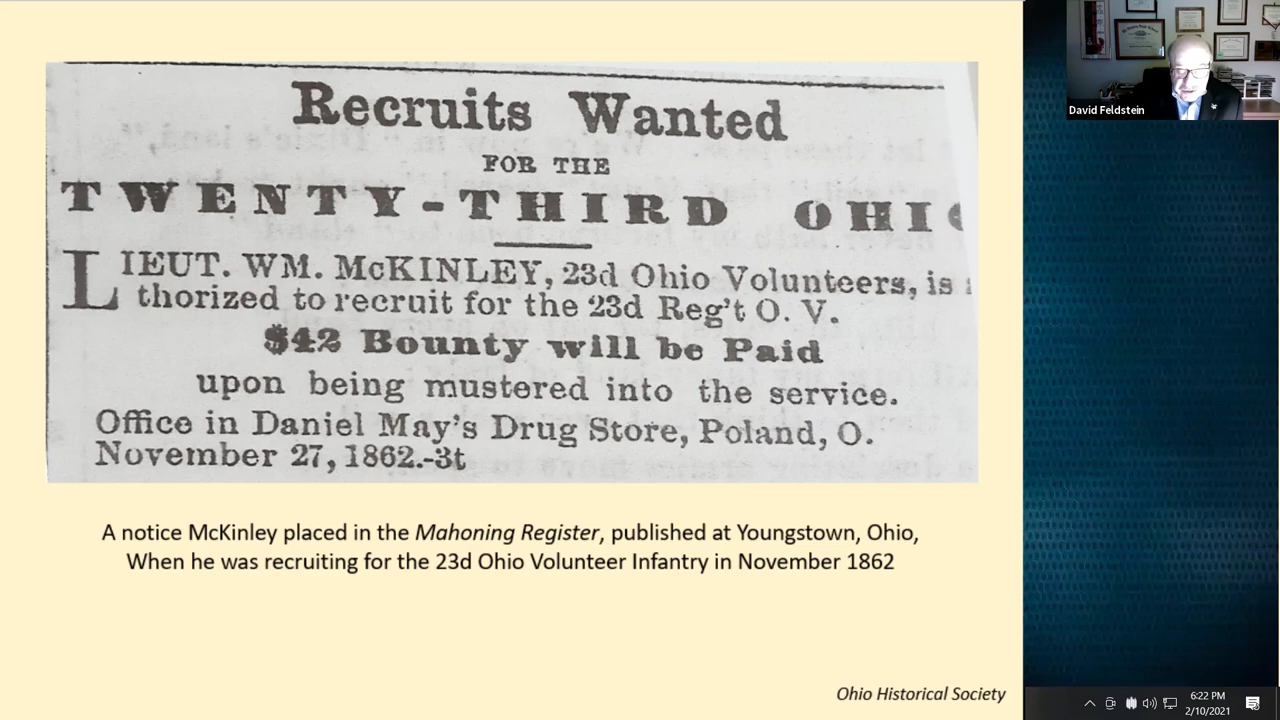 Recruits Wanted
FOR THE
TWENTY-THIRD OHI
LIEUT. WM. McKINLEY, 23d Ohio Volunteers, is
thorized to recruit for the 23d Reg't O. V.
$42 Bounty will be Paid
upon being mustered into the service.
Office in Daniel May's Drug Store, Poland, O.
November 27, 1862.-3t
A notice McKinley placed in the Mahoning Register, published at Youngstown, Ohio,
When he was recruiting for the 23d Ohio Volunteer Infantry in November 1862
Ohio Historical Society
David Feldstein
6:22 PM
2/10/2021